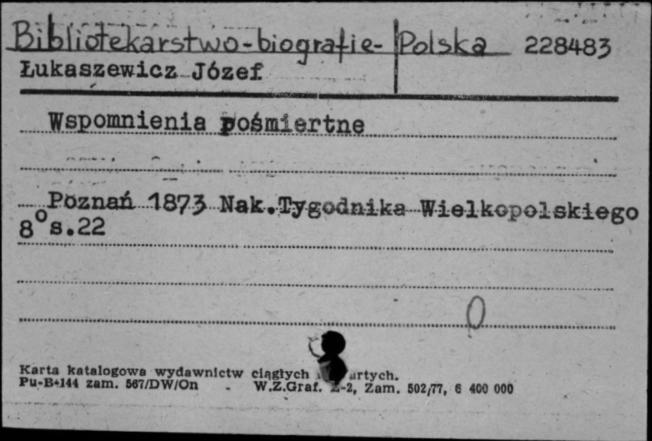 Bibliotekarstwo-biografie- Polska 228483
Łukaszewicz Józef
Wspomnienia pośmiertne
Poznań 1873 Nak.Tygodnika Wielkopolskiego
8° s.22
0
Karta katalogowa wydawnictw ciągłych artych.
Pu-B-144 zam. 567/DW/On - W.Z.Graf. Z-2, Zam. 502/77, 6 400 000